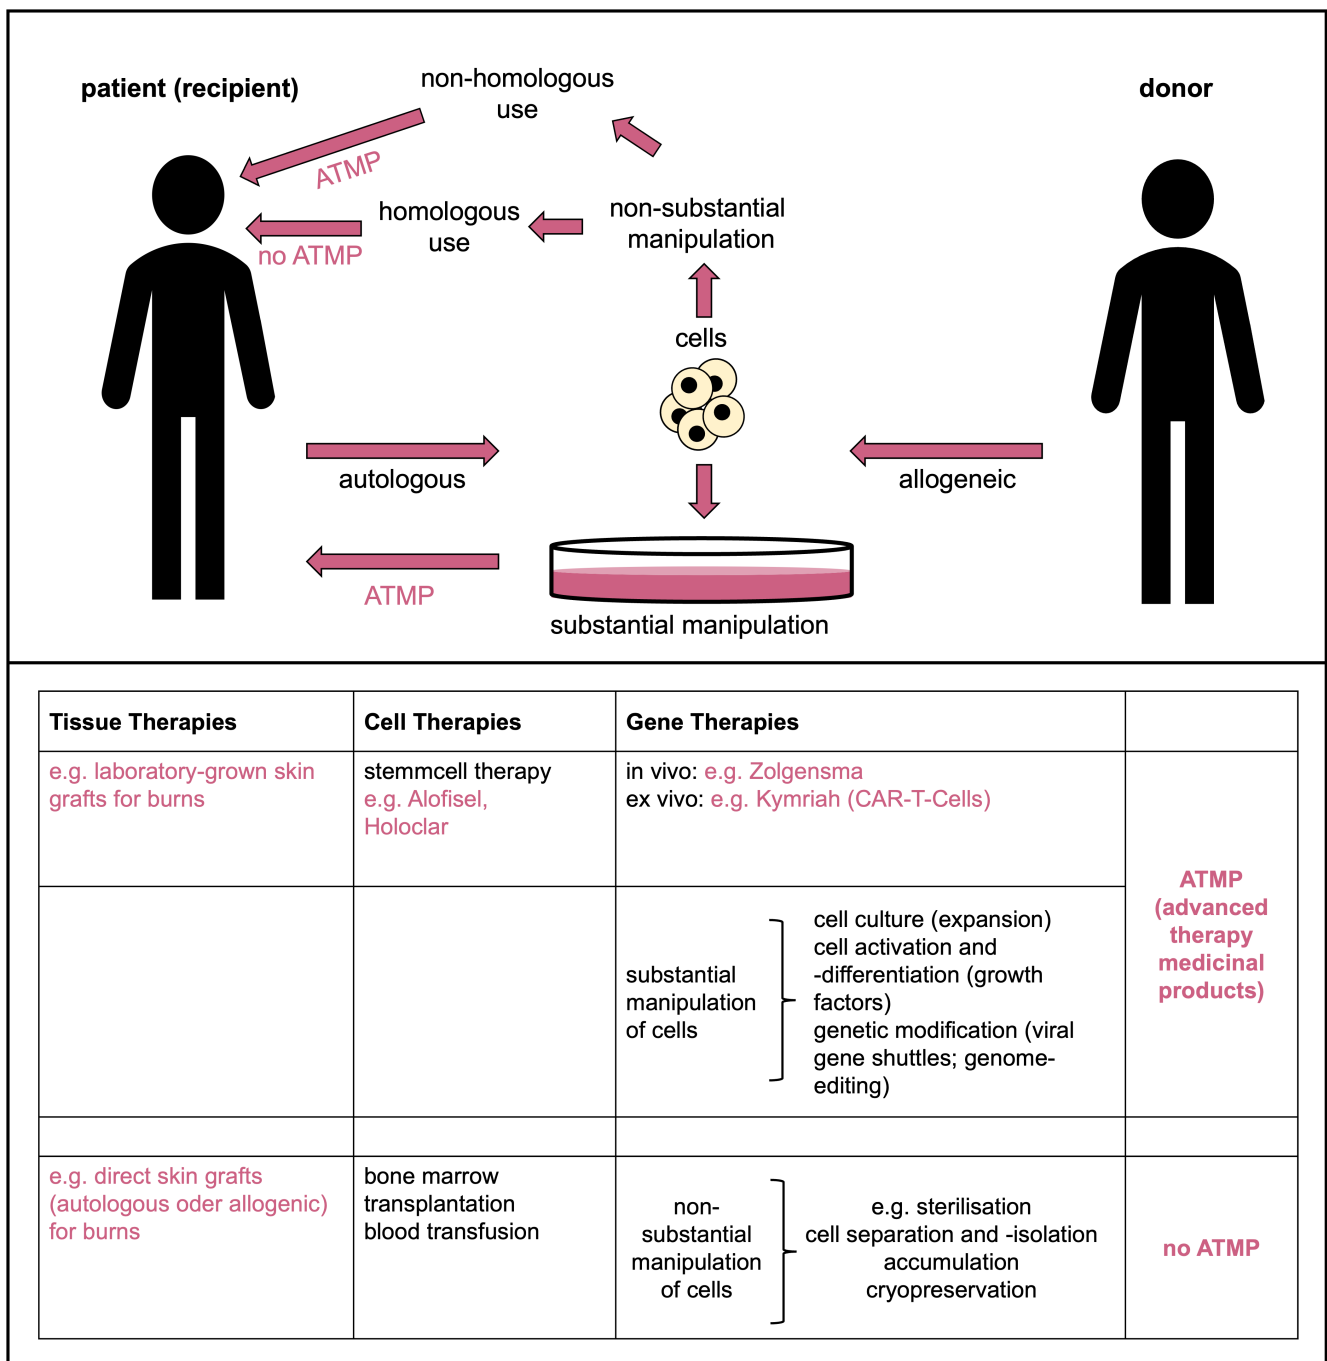 patient (recipient)
non-homologous
use
donor
ATMP
homologous
use
no ATMP
non-substantial
manipulation
cells
autologous
allogeneic
ATMP
substantial manipulation
Tissue Therapies
Cell Therapies
Gene Therapies
e.g. laboratory-grown skin
grafts for burns
stemmcell therapy
e.g. Alofisel,
Holoclar
in vivo: e.g. Zolgensma
ex vivo: e.g. Kymriah (CAR-T-Cells)
substantial
manipulation
of cells
cell culture (expansion)
cell activation and
-differentiation (growth
factors)
genetic modification (viral
gene shuttles; genome-
editing)
ATMP
(advanced
therapy
medicinal
products)
e.g. direct skin grafts
(autologous oder allogenic)
for burns
bone marrow
transplantation
blood transfusion
non-
substantial
manipulation
of cells
e.g. sterilisation
cell separation and -isolation
accumulation
cryopreservation
no ATMP